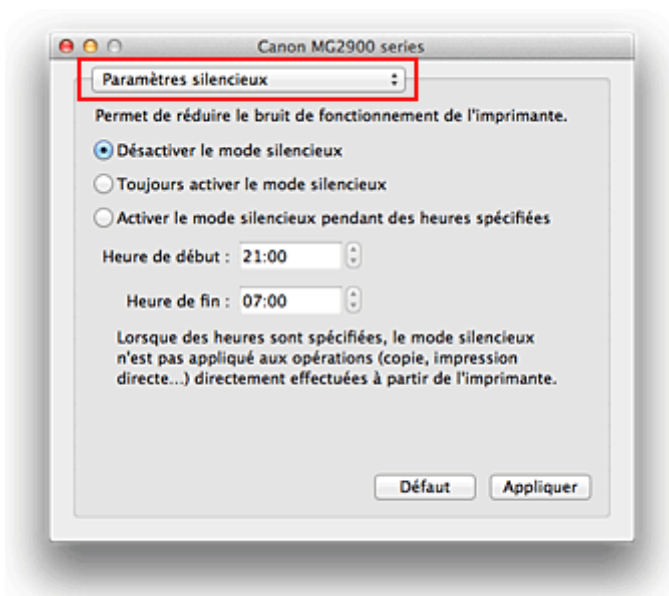 Canon MG2900 series
Paramètres silencieux
Permet de réduire le bruit de fonctionnement de l'imprimante.
Désactiver le mode silencieux
Toujours activer le mode silencieux
Activer le mode silencieux pendant des heures spécifiées
Heure de début : 21:00
Heure de fin : 07:00
Lorsque des heures sont spécifiées, le mode silencieux
n'est pas appliqué aux opérations (copie, impression
directe...) directement effectuées à partir de l'imprimante.
Défaut Appliquer